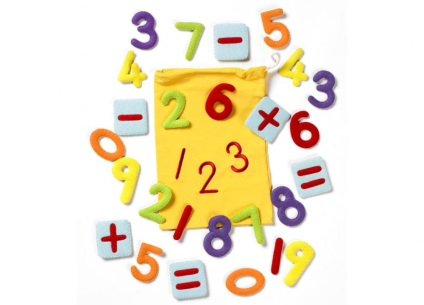 3 7 − 5
4 4 3
2 6 × 6
−
1 2 3
0 9 =
2 1 8 8
+ 5 = 0 1 9